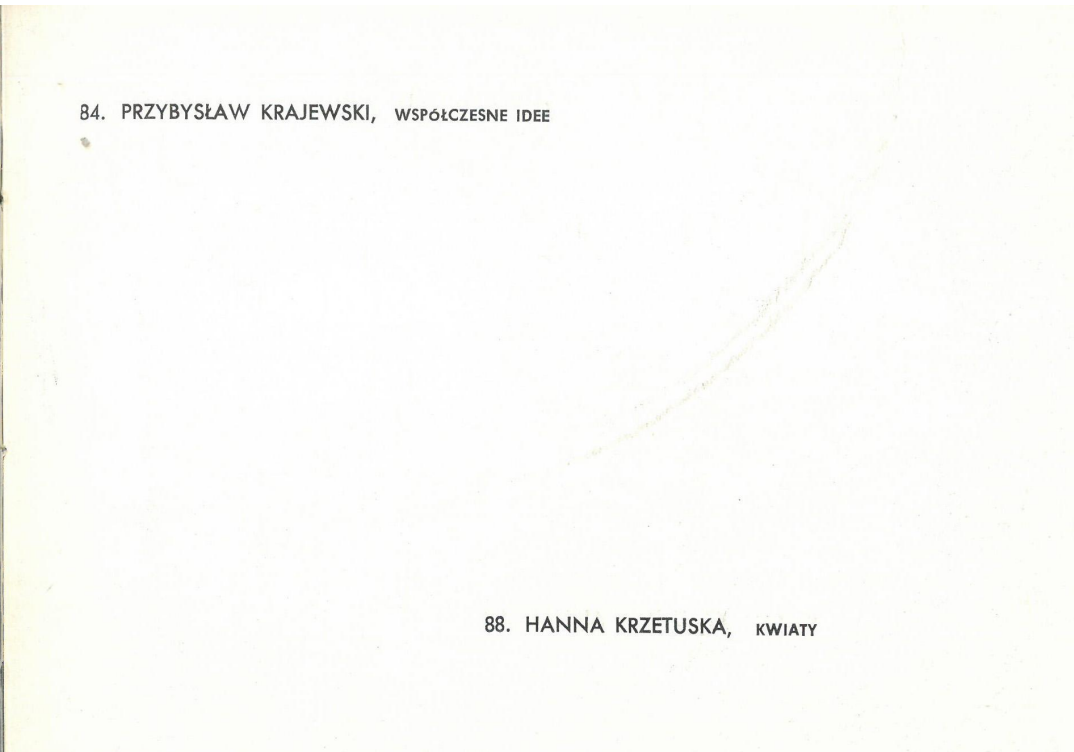 84. PRZYBYSŁAW KRAJEWSKI, WSPÓŁCZESNE IDEE
88. HANNA KRZETUSKA, KWIATY